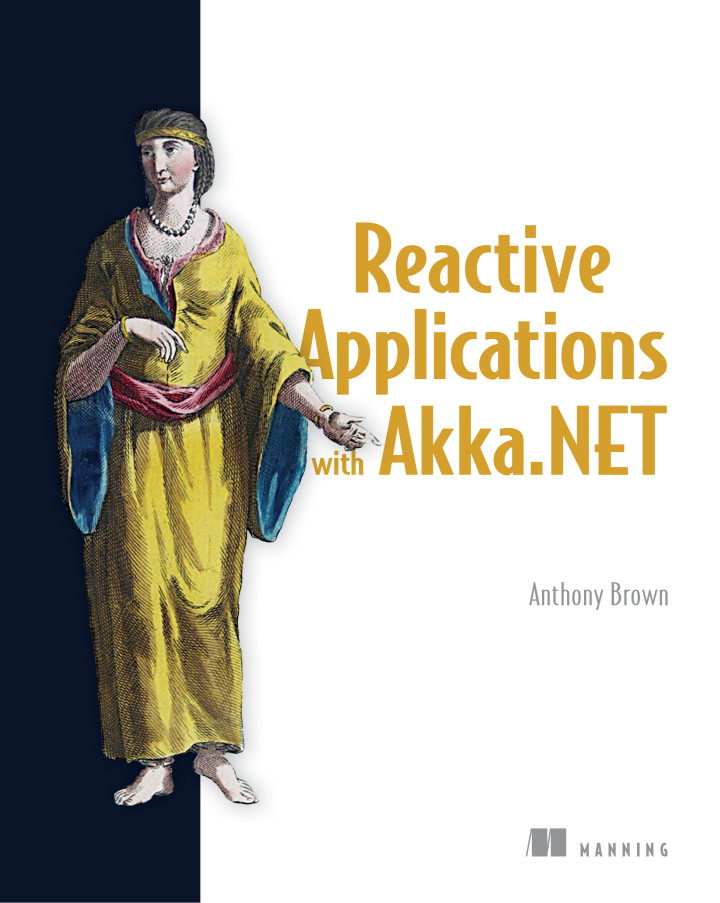 Reactive
Applications
with Akka.NET
Anthony Brown
MANNING